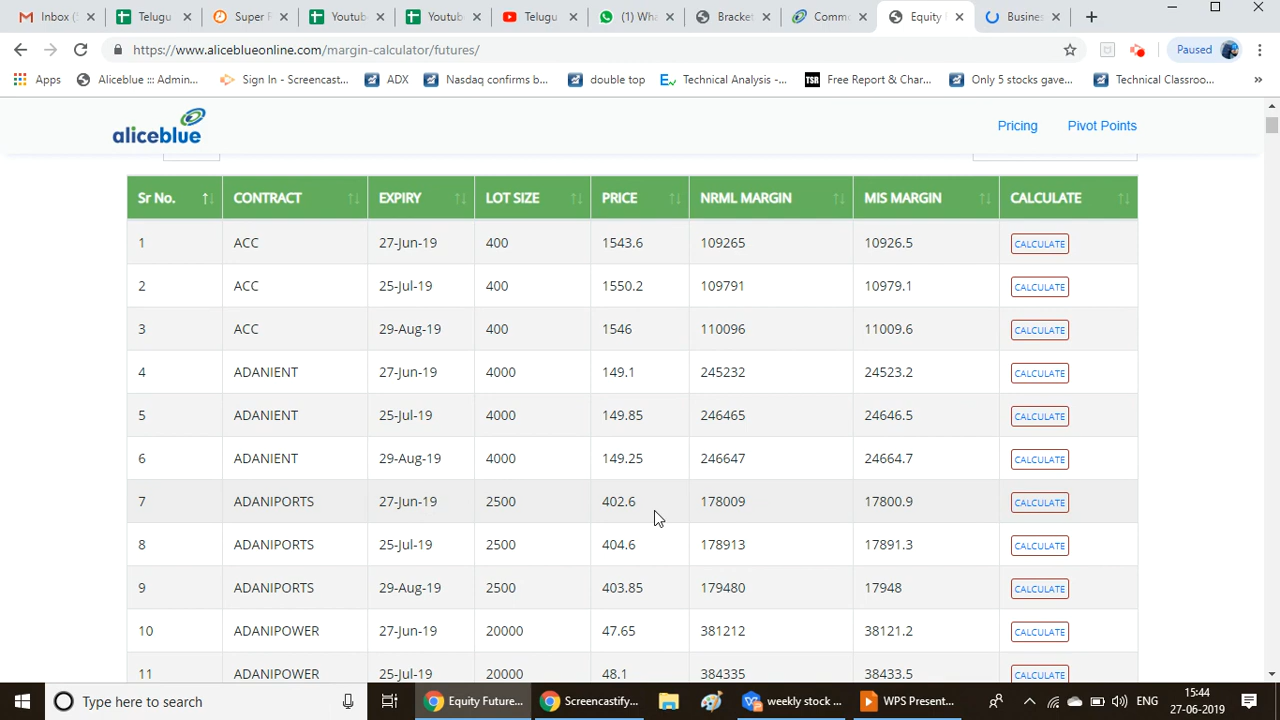 Inbox (
Telugu
Super F
Youtub
Youtub
Telugu
(1) Wha
Bracket
Commu
Equity
Busines
https://www.aliceblueonline.com/margin-calculator/futures/
Paused
Apps
Aliceblue ::: Admin...
Sign In - Screencast...
ADX
Nasdaq confirms b...
double top
Technical Analysis -...
TSR
Free Report & Char...
Only 5 stocks gave...
Technical Classroo...
aliceblue
Pricing
Pivot Points
Sr No. CONTRACT EXPIRY LOT SIZE PRICE NRML MARGIN MIS MARGIN CALCULATE
1 ACC 27-Jun-19 400 1543.6 109265 10926.5 CALCULATE
2 ACC 25-Jul-19 400 1550.2 109791 10979.1 CALCULATE
3 ACC 29-Aug-19 400 1546 110096 11009.6 CALCULATE
4 ADANIENT 27-Jun-19 4000 149.1 245232 24523.2 CALCULATE
5 ADANIENT 25-Jul-19 4000 149.85 246465 24646.5 CALCULATE
6 ADANIENT 29-Aug-19 4000 149.25 246647 24664.7 CALCULATE
7 ADANIPORTS 27-Jun-19 2500 402.6 178009 17800.9 CALCULATE
8 ADANIPORTS 25-Jul-19 2500 404.6 178913 17891.3 CALCULATE
9 ADANIPORTS 29-Aug-19 2500 403.85 179480 17948 CALCULATE
10 ADANIPOWER 27-Jun-19 20000 47.65 381212 38121.2 CALCULATE
11 ADANIPOWER 25-Jul-19 20000 48.1 384335 38433.5 CALCULATE
Type here to search
Equity Future...
Screencastify...
weekly stock ...
WPS Present...
ENG
15:44
27-06-2019